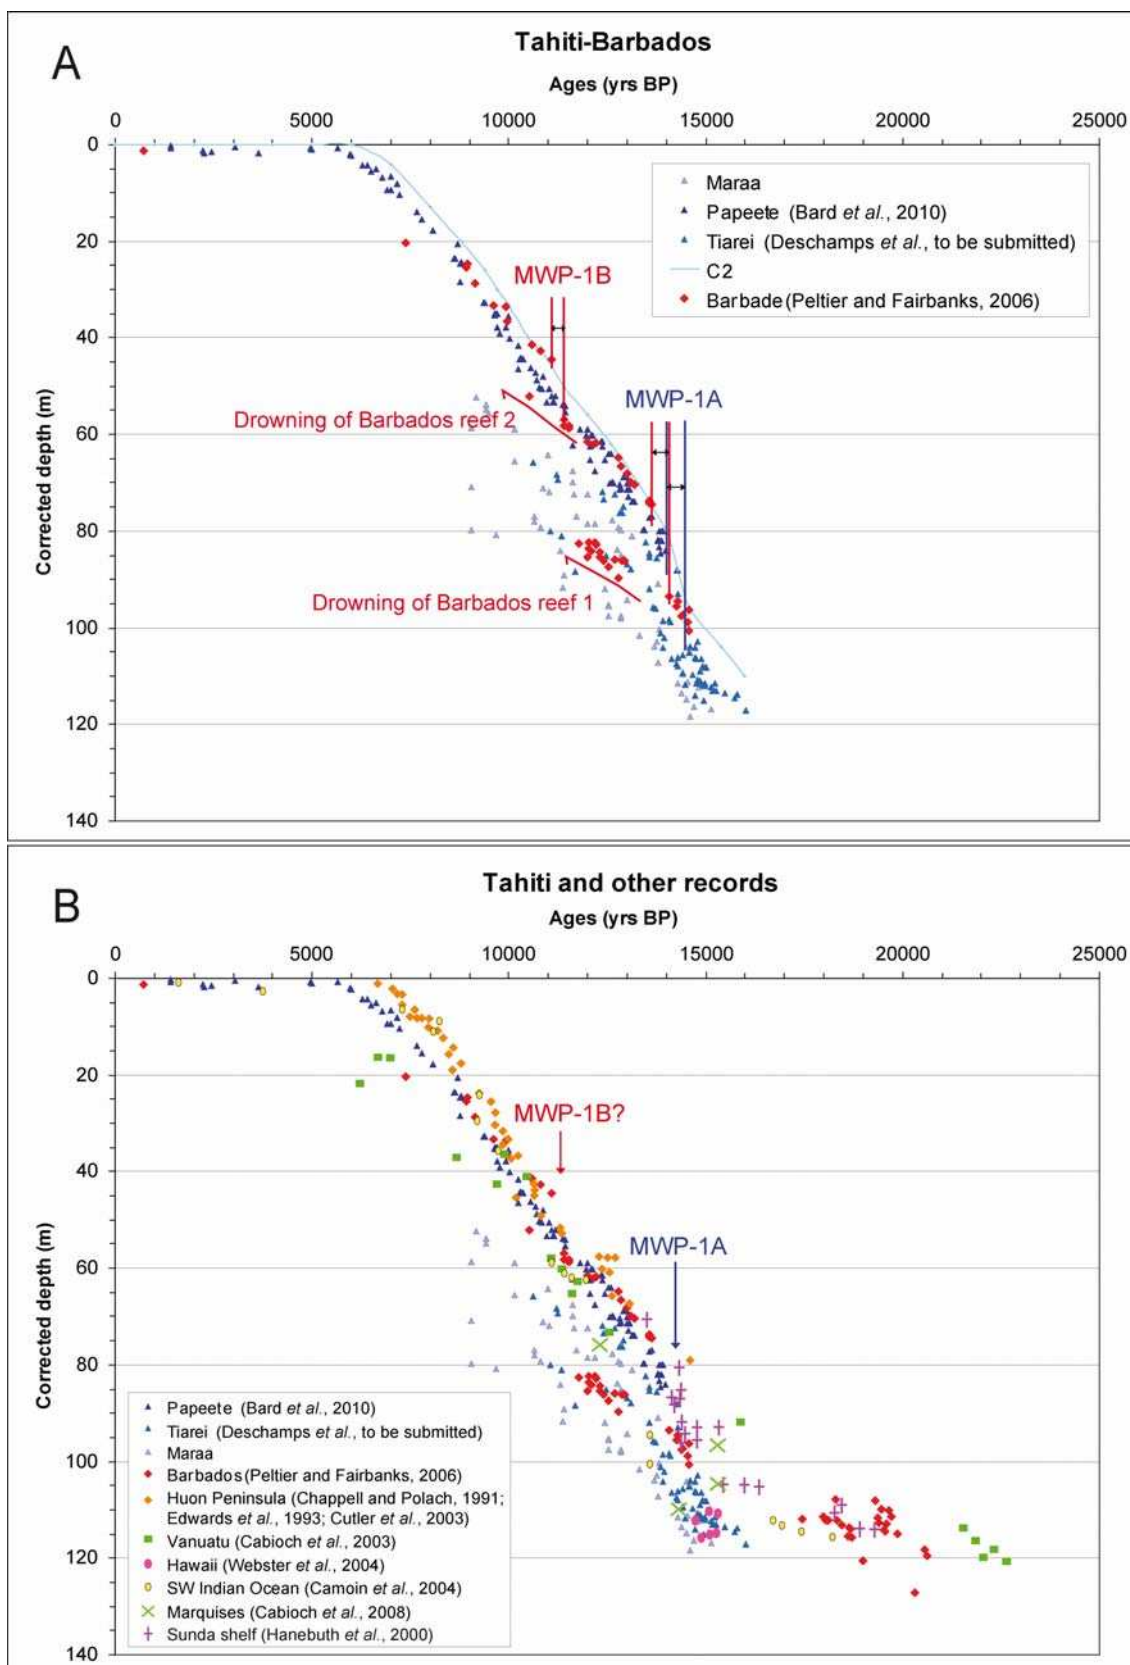 A
Tahiti-Barbados
Ages (yrs BP)
0 5000 10000 15000 20000 25000
0
20
40
60
80
100
120
140
Corrected depth (m)
Maraa
Papeete (Bard et al., 2010)
Tiarei (Deschamps et al., to be submitted)
C2
Barbade (Peltier and Fairbanks, 2006)
MWP-1B
MWP-1A
Drowning of Barbados reef 2
Drowning of Barbados reef 1
B
Tahiti and other records
Ages (yrs BP)
0 5000 10000 15000 20000 25000
0
20
40
60
80
100
120
140
Corrected depth (m)
MWP-1B?
MWP-1A
Papeete (Bard et al., 2010)
Tiarei (Deschamps et al., to be submitted)
Maraa
Barbados (Peltier and Fairbanks, 2006)
Huon Peninsula (Chappell and Polach, 1991;
Edwards et al., 1993; Cutler et al., 2003)
Vanuatu (Cabioch et al., 2003)
Hawaii (Webster et al., 2004)
SW Indian Ocean (Camoin et al., 2004)
Marquises (Cabioch et al., 2008)
Sunda shelf (Hanebuth et al., 2000)